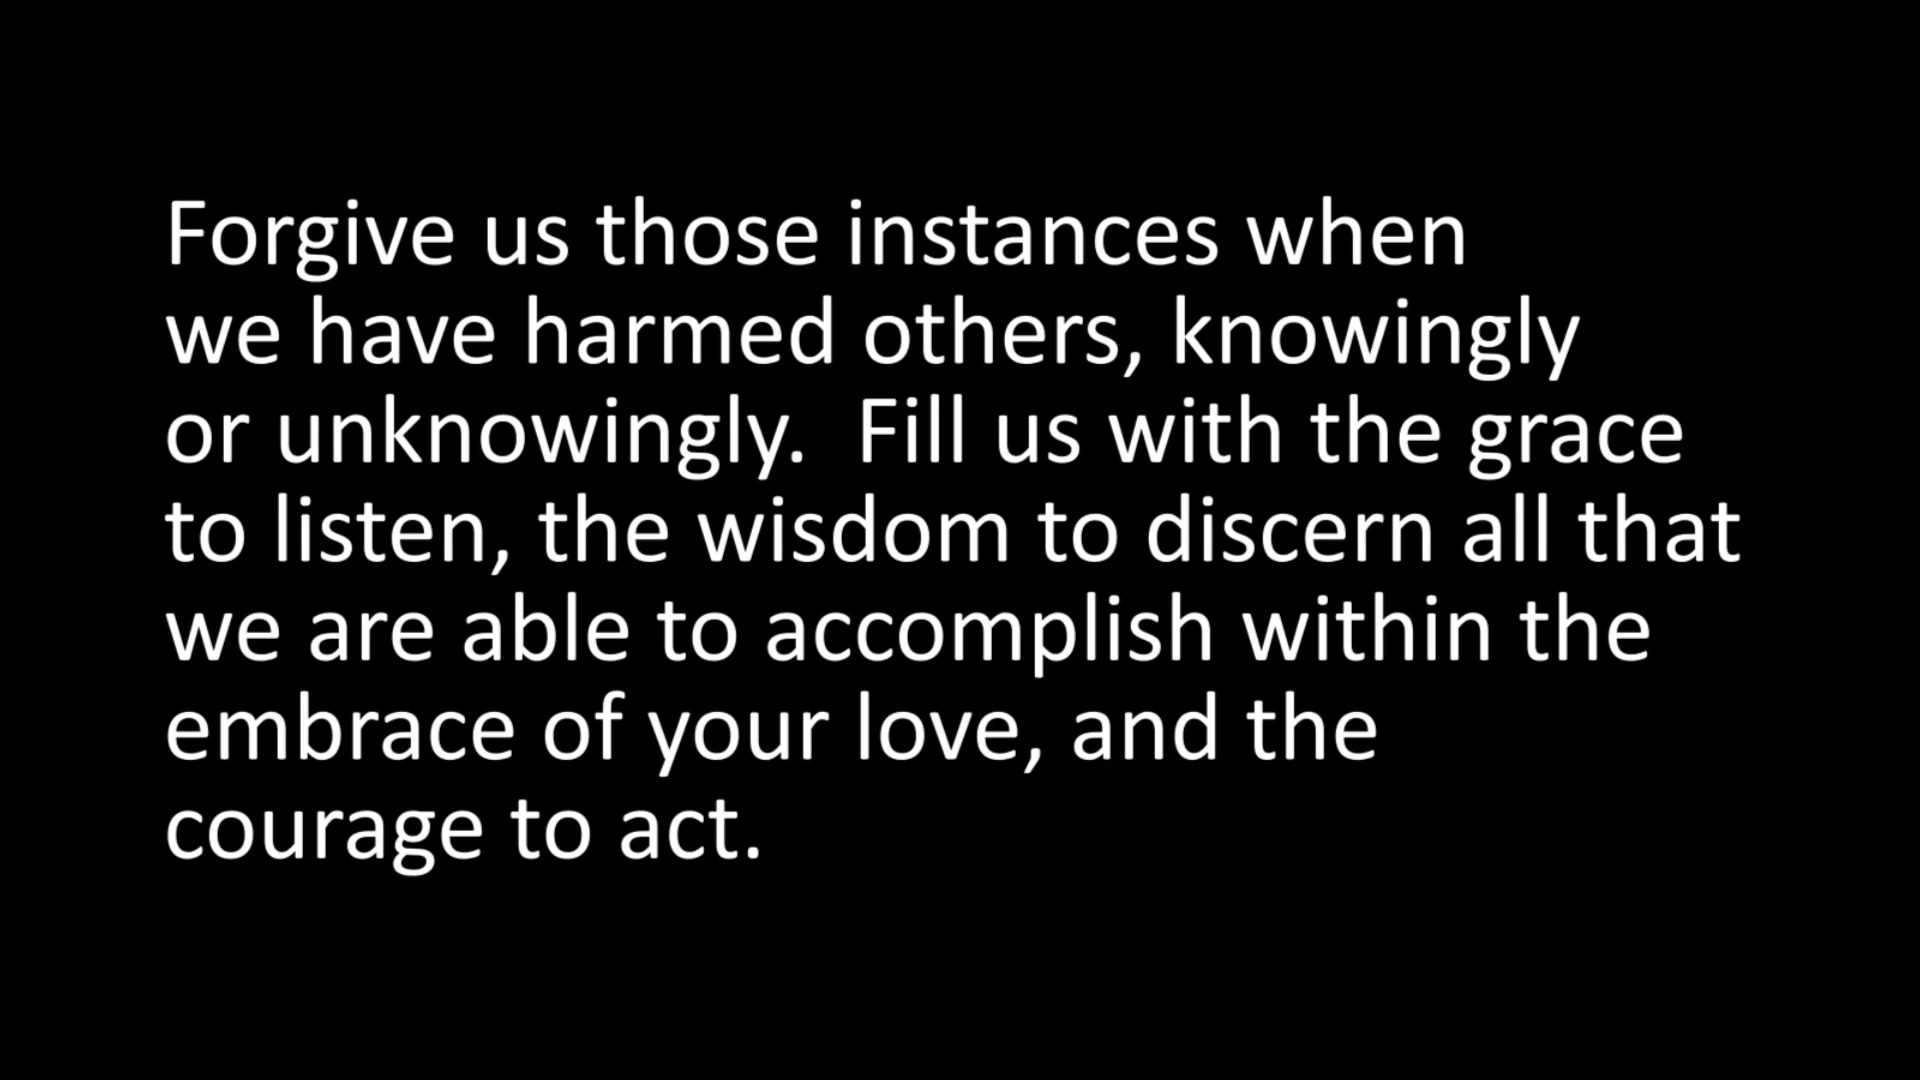 Forgive us those instances when
we have harmed others, knowingly
or unknowingly.  Fill us with the grace
to listen, the wisdom to discern all that
we are able to accomplish within the
embrace of your love, and the
courage to act.